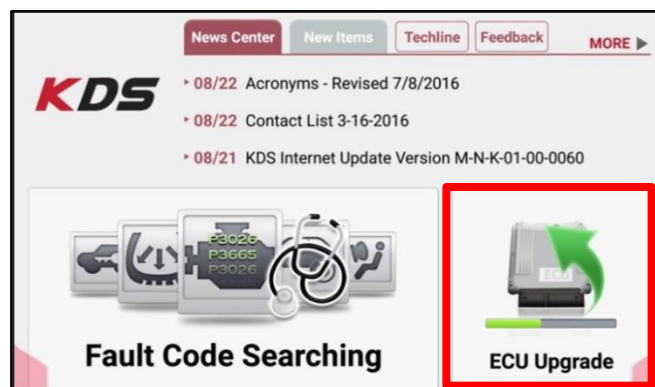 News Center New Items Techline Feedback MORE ▶
KDS
‣ 08/22 Acronyms - Revised 7/8/2016
‣ 08/22 Contact List 3-16-2016
‣ 08/21 KDS Internet Update Version M-N-K-01-00-0060
P3026
P3665
P3026
ECU
Fault Code Searching
ECU Upgrade